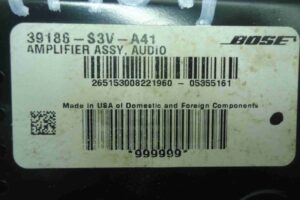 39186-S3V-A41
AMPLIFIER ASSY, AUDIO
BOSE
265153008221960 - 05355161
Made in USA of Domestic and Foreign Components
*999999*